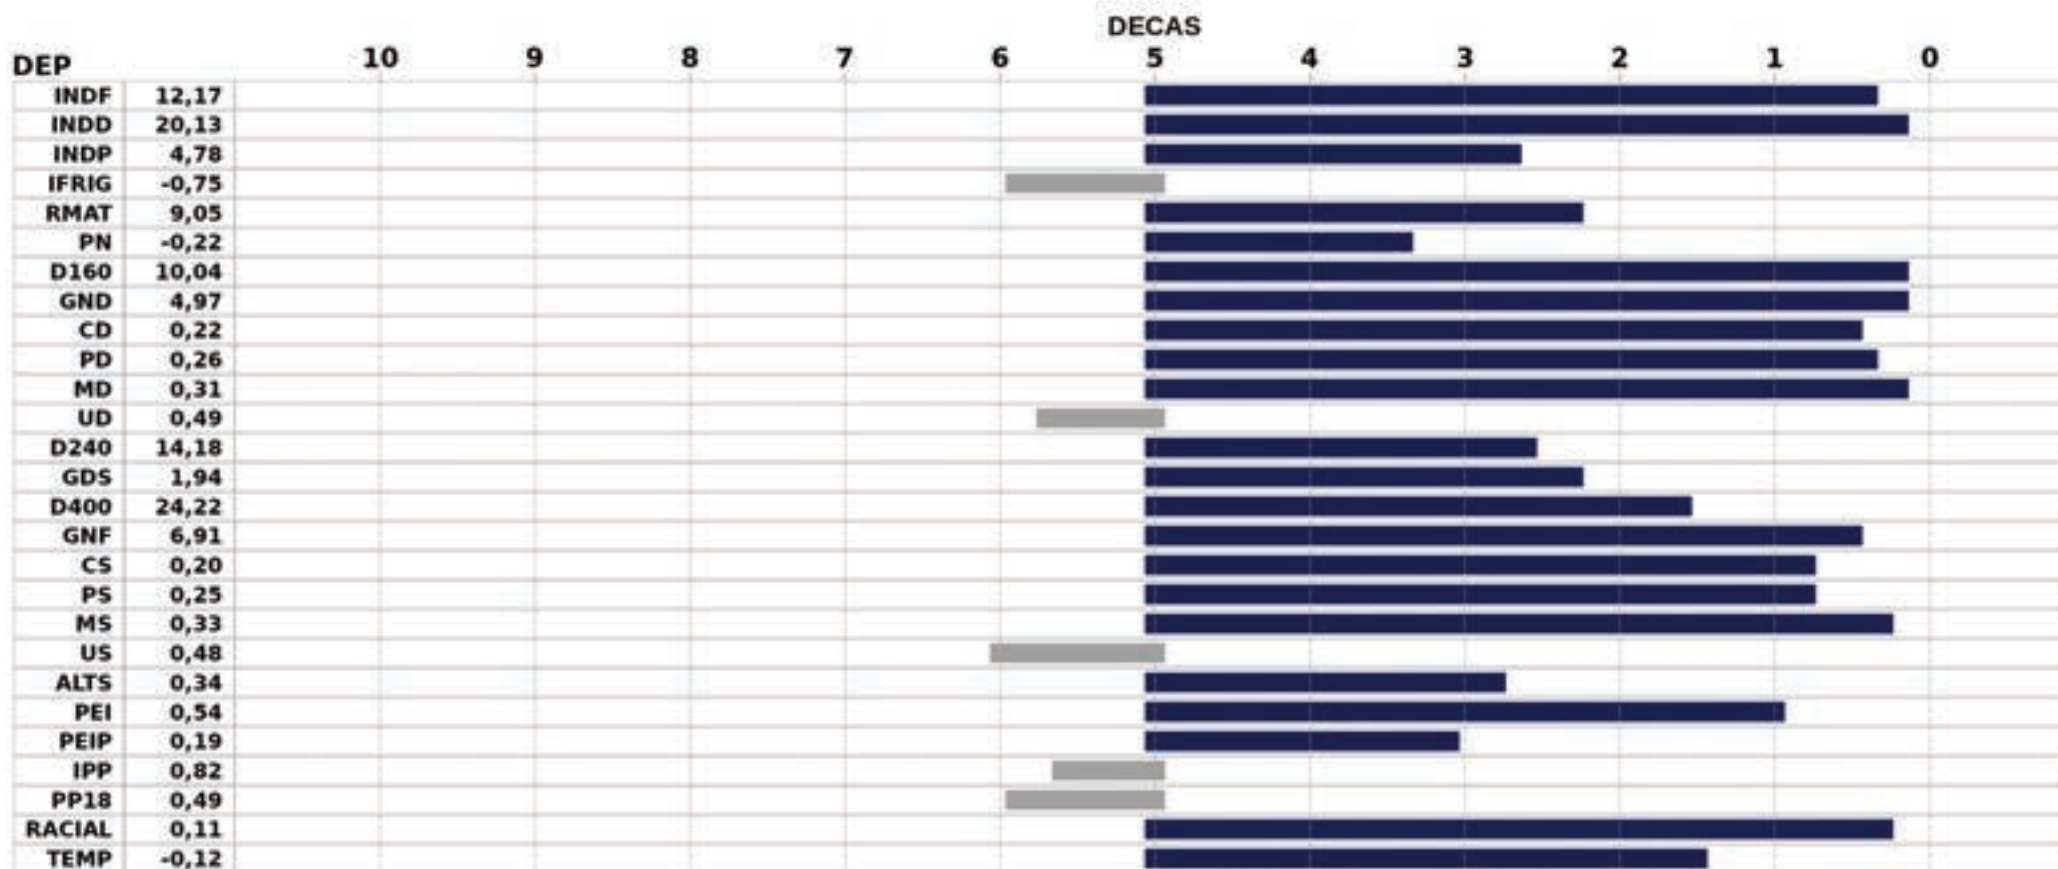 DECAS
DEP 10 9 8 7 6 5 4 3 2 1 0
INDF 12,17
INDD 20,13
INDP 4,78
IFRIG -0,75
RMAT 9,05
PN -0,22
D160 10,04
GND 4,97
CD 0,22
PD 0,26
MD 0,31
UD 0,49
D240 14,18
GDS 1,94
D400 24,22
GNF 6,91
CS 0,20
PS 0,25
MS 0,33
US 0,48
ALTS 0,34
PEI 0,54
PEIP 0,19
IPP 0,82
PP18 0,49
RACIAL 0,11
TEMP -0,12